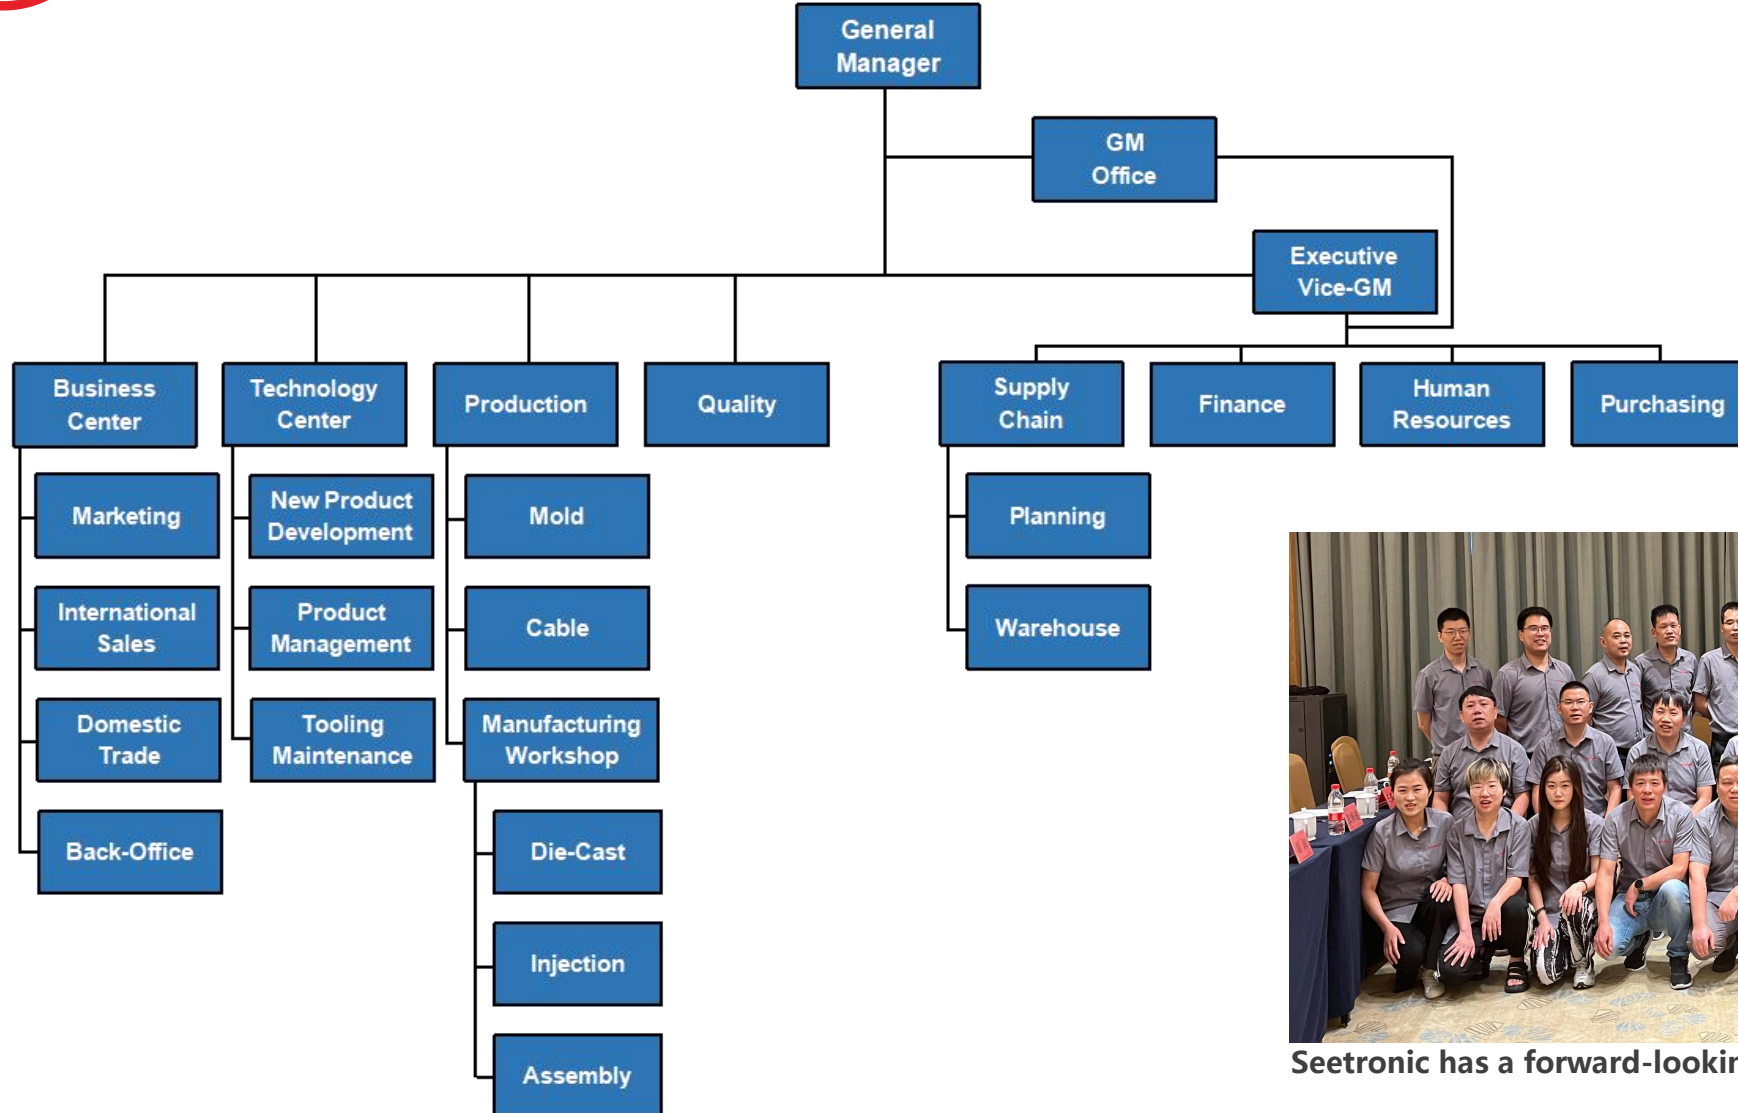 General
Manager
GM
Office
Executive
Vice-GM
Business
Center
Technology
Center
Production
Quality
Supply
Chain
Finance
Human
Resources
Purchasing
Marketing
New Product
Development
Mold
Planning
International
Sales
Product
Management
Cable
Warehouse
Domestic
Trade
Tooling
Maintenance
Manufacturing
Workshop
Back-Office
Die-Cast
Injection
Assembly
Seetronic has a forward-lookin